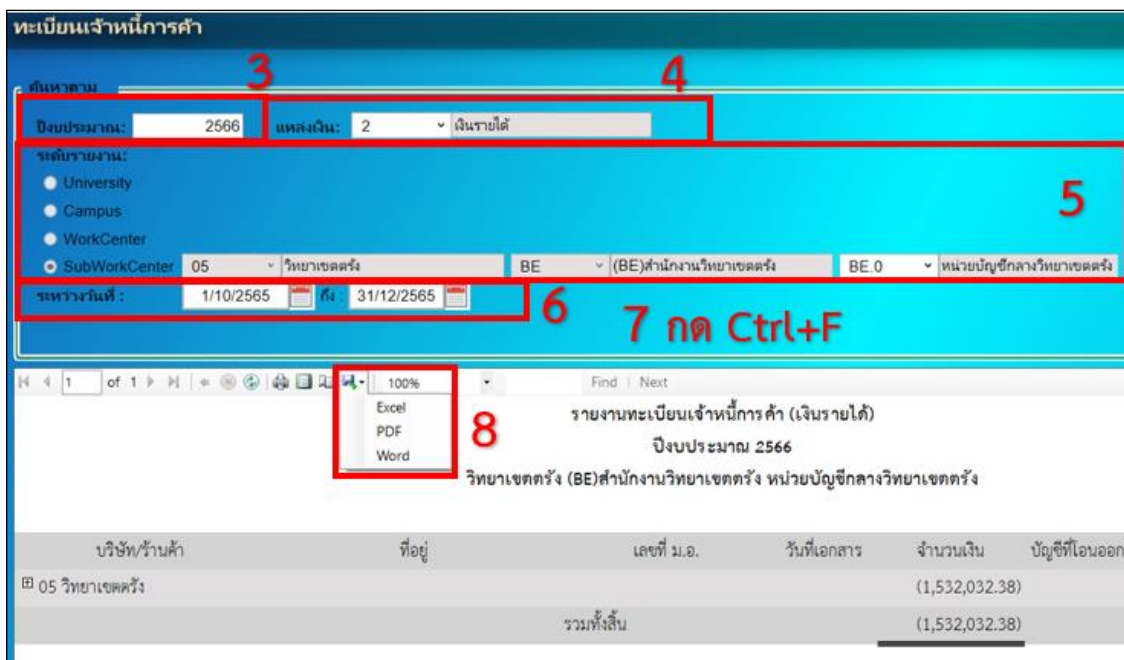 ทะเบียนเจ้าหนี้การค้า
3
4
ค้นหาตาม
ปีงบประมาณ: 2566 แหล่งเงิน: 2 เงินรายได้
ระดับรายงาน:
University
5
Campus
WorkCenter
SubWorkCenter 05 วิทยาเขตตรัง BE (BE)สำนักงานวิทยาเขตตรัง BE.0 หน่วยบัญชีกลางวิทยาเขตตรัง
ระหว่างวันที่ : 1/10/2565 ถึง : 31/12/2565
6
7 กด Ctrl+F
1 of 1 100% Find | Next
Excel
PDF
Word
8
รายงานทะเบียนเจ้าหนี้การค้า (เงินรายได้)
ปีงบประมาณ 2566
วิทยาเขตตรัง (BE)สำนักงานวิทยาเขตตรัง หน่วยบัญชีกลางวิทยาเขตตรัง
บริษัท/ร้านค้า ที่อยู่ เลขที่ ม.อ. วันที่เอกสาร จำนวนเงิน บัญชีที่โอนออก
05 วิทยาเขตตรัง (1,532,032.38)
รวมทั้งสิ้น (1,532,032.38)